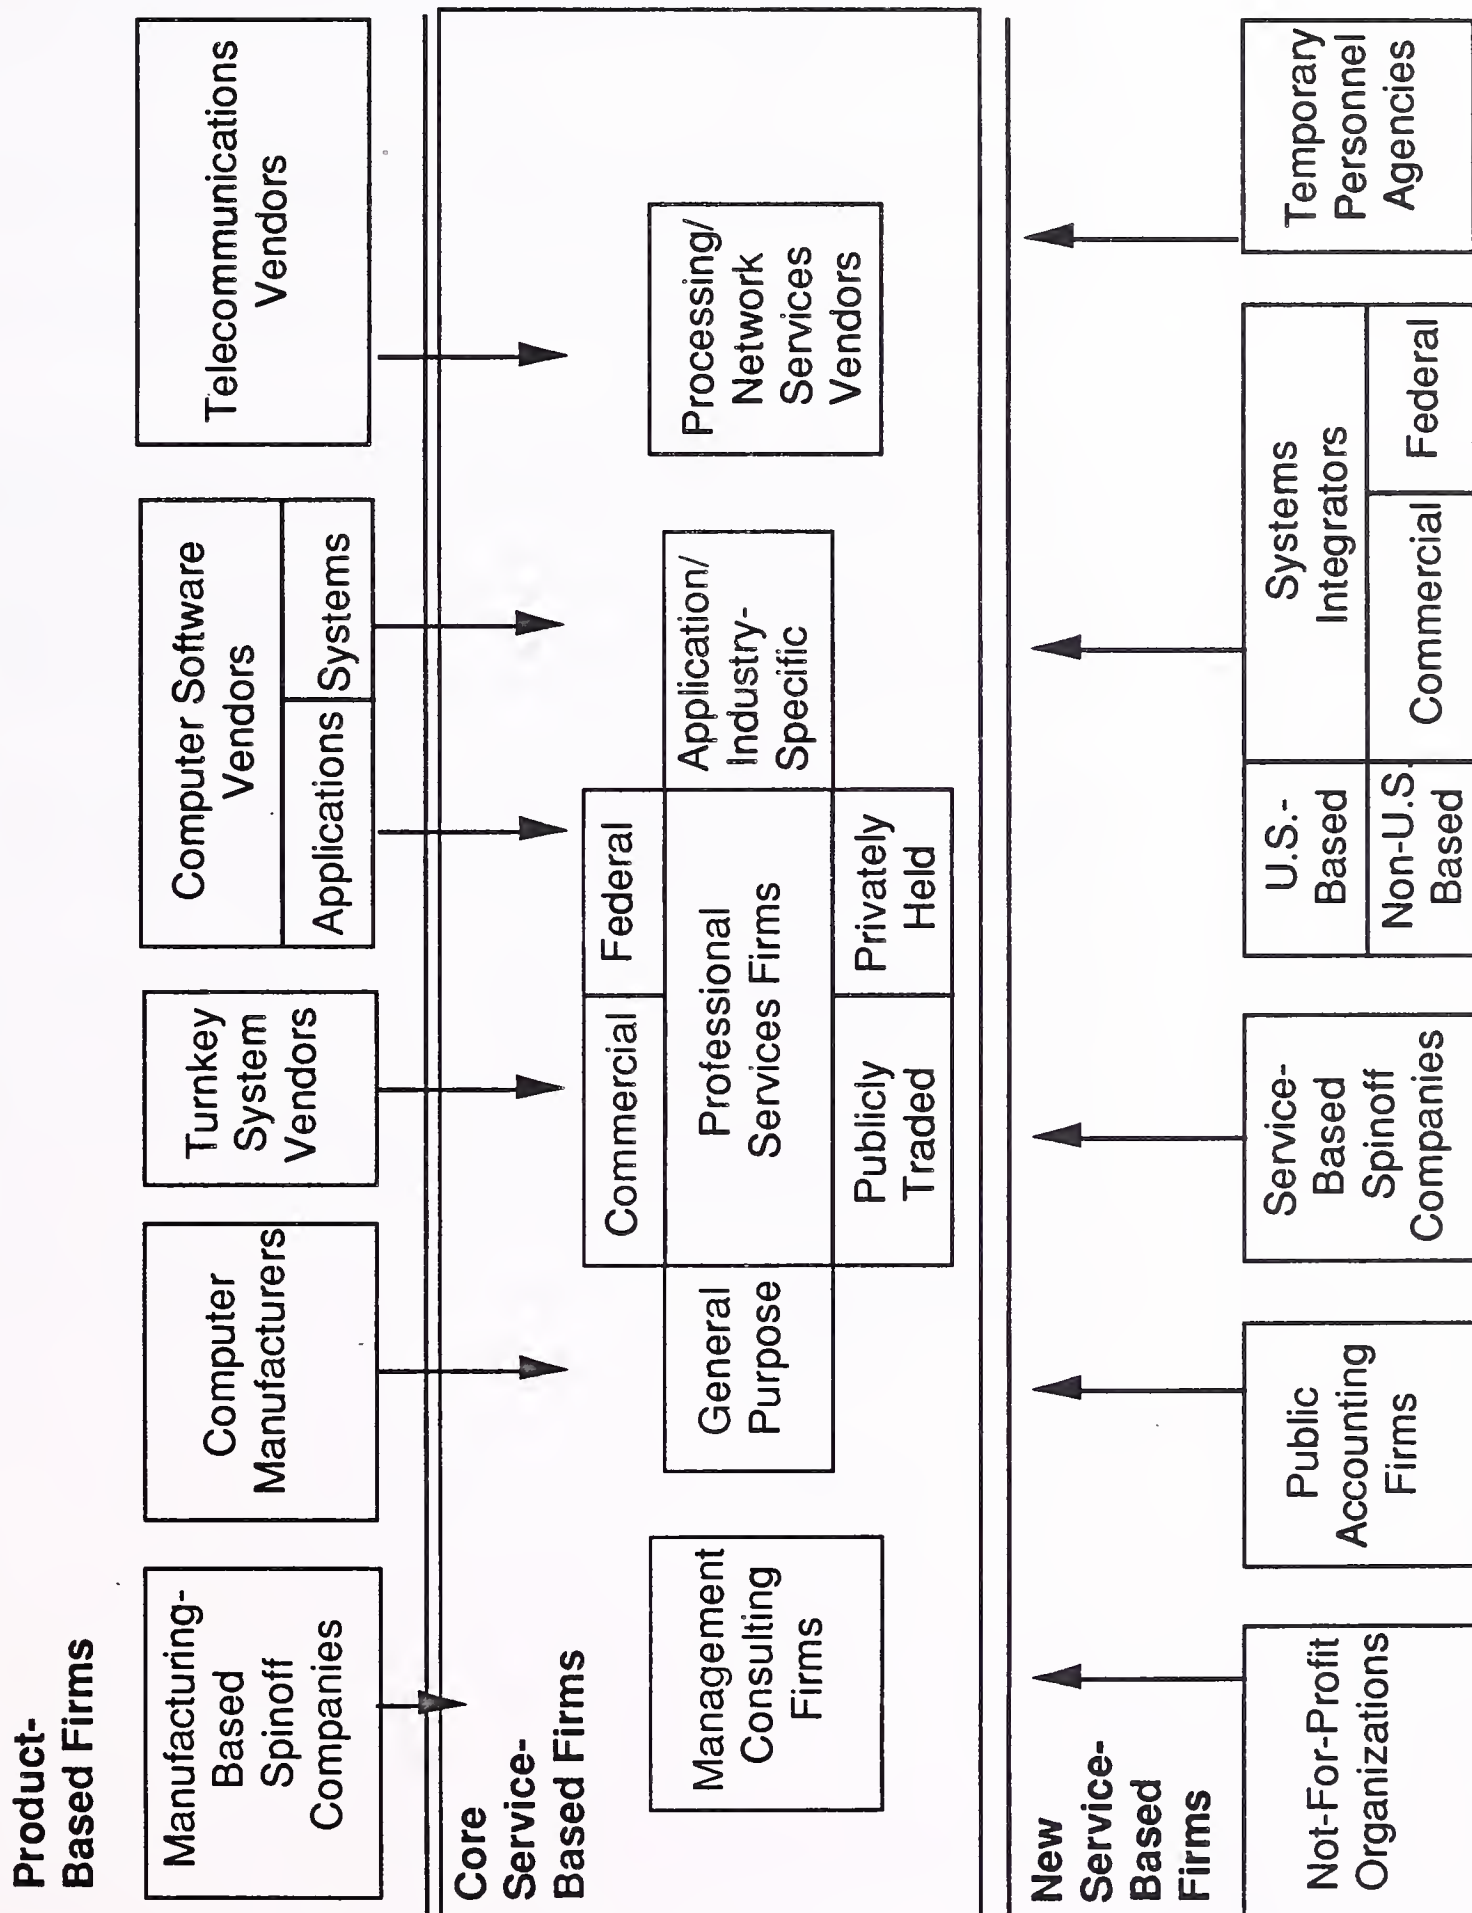 Product-
Based Firms
Manufacturing-
Based
Spinoff
Companies
Computer
Manufacturers
Turnkey
System
Vendors
Computer Software
Vendors
Applications
Systems
Telecommunications
Vendors
Core
Service-
Based Firms
Management
Consulting
Firms
General
Purpose
Commercial
Federal
Professional
Services Firms
Publicly
Traded
Privately
Held
Application/
Industry-
Specific
Processing/
Network
Services
Vendors
New
Service-
Based
Firms
Not-For-Profit
Organizations
Public
Accounting
Firms
Service-
Based
Spinoff
Companies
U.S.-
Based
Non-U.S.
Based
Systems
Integrators
Commercial
Federal
Temporary
Personnel
Agencies